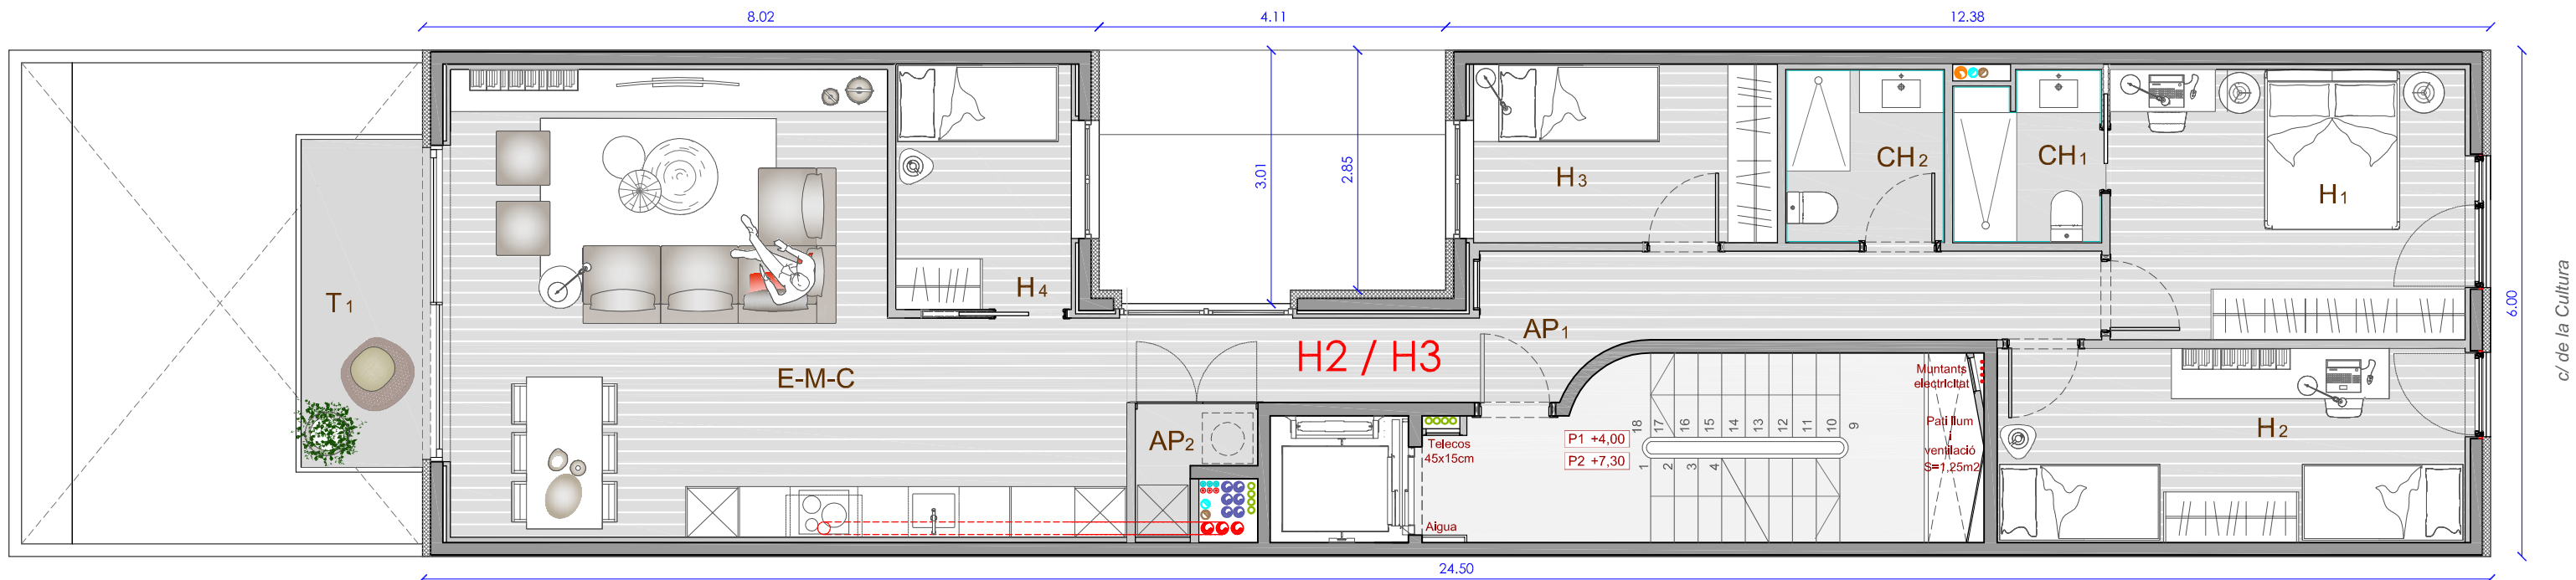 8.02
4.11
12.38
3.01
2.85
6.00
c/ de la Cultura
T1
E-M-C
H4
H3
CH2
CH1
H1
AP1
H2 / H3
AP2
Telecos
45x15cm
Aigua
P1 +4,00
P2 +7,30
18
17
16
15
14
13
12
11
10
9
1
2
3
4
Muntants
electricitat
Pati llum
i
ventilació
S=1,25m2
H2
24.50